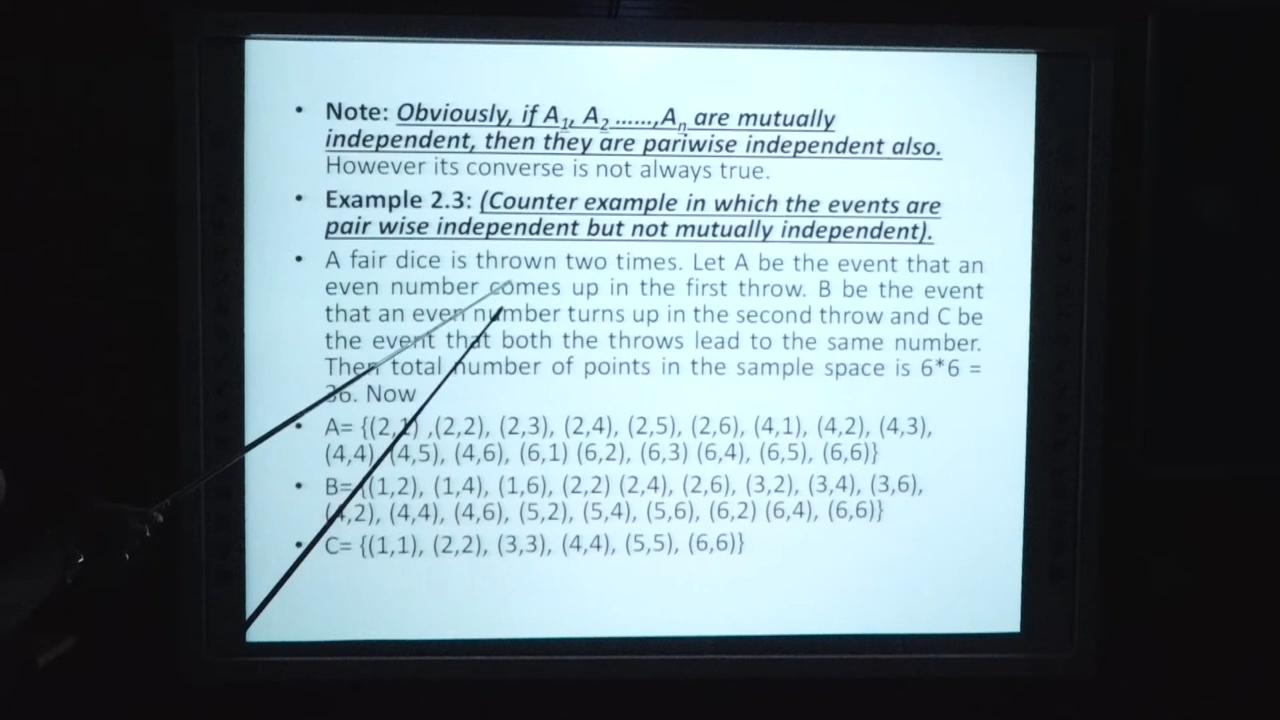 • Note: Obviously, if A1, A2 ......,An are mutually
independent, then they are pariwise independent also.
However its converse is not always true.
• Example 2.3: (Counter example in which the events are
pair wise independent but not mutually independent).
• A fair dice is thrown two times. Let A be the event that an
even number comes up in the first throw. B be the event
that an even number turns up in the second throw and C be
the event that both the throws lead to the same number.
Then total number of points in the sample space is 6*6 =
36. Now
• A= {(2,1) ,(2,2), (2,3), (2,4), (2,5), (2,6), (4,1), (4,2), (4,3),
(4,4) (4,5), (4,6), (6,1) (6,2), (6,3) (6,4), (6,5), (6,6)}
• B= {(1,2), (1,4), (1,6), (2,2) (2,4), (2,6), (3,2), (3,4), (3,6),
(4,2), (4,4), (4,6), (5,2), (5,4), (5,6), (6,2) (6,4), (6,6)}
• C= {(1,1), (2,2), (3,3), (4,4), (5,5), (6,6)}